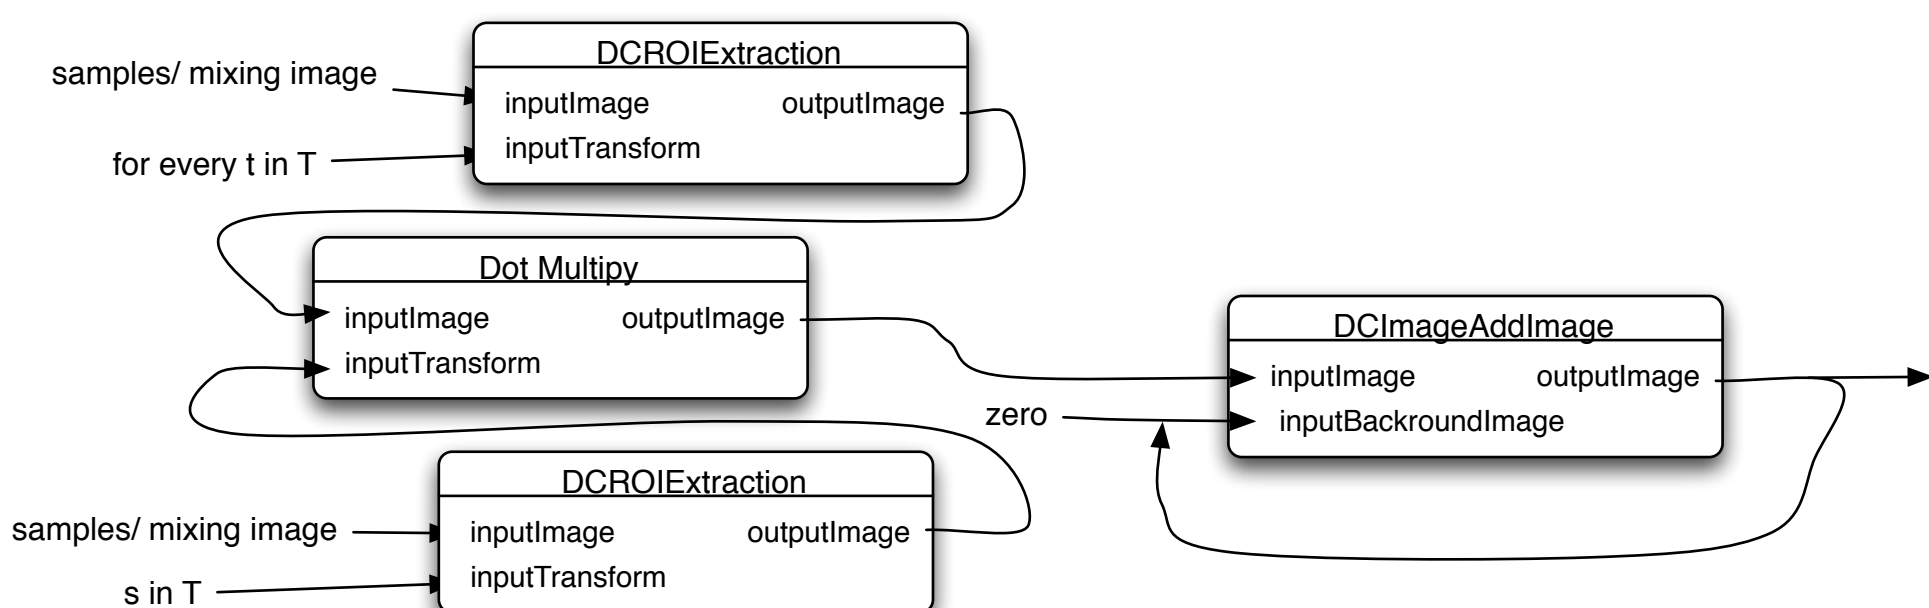 DCROIExtraction
samples/ mixing image
inputImage outputImage
for every t in T
inputTransform
Dot Multipy
inputImage outputImage
inputTransform
DCImageAddImage
inputImage outputImage
zero
inputBackroundImage
DCROIExtraction
samples/ mixing image
inputImage outputImage
s in T
inputTransform